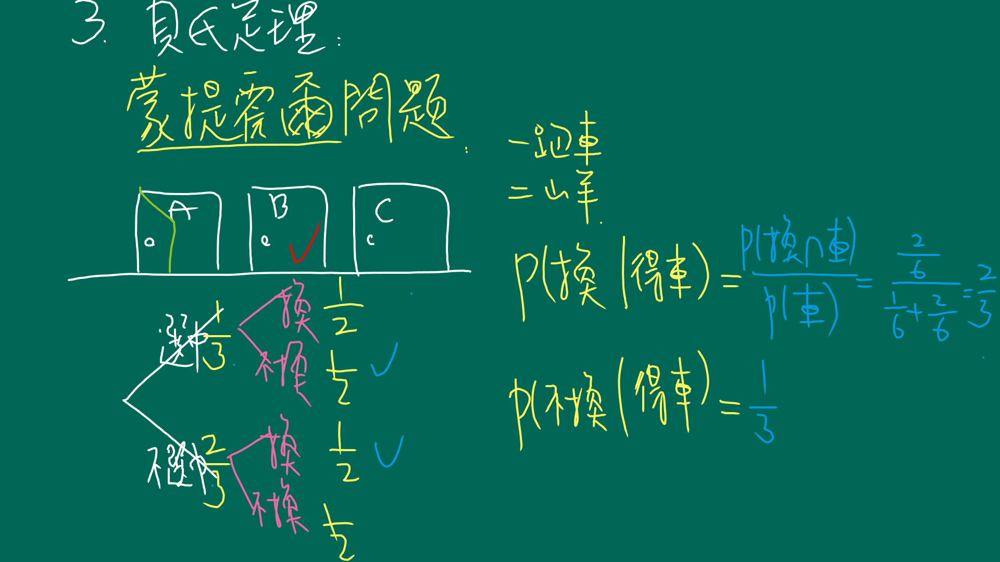 3. 貝氏定理:
蒙提霍爾問題:
一跑車
二山羊
A B C
P(換|得車) = P(換∩車) / P(車) = 2/6 / (1/6 + 2/6) = 2/3
P(不換|得車) = 1/3
選中 1/3
換 1/2
不換 1/2 ✓
不選中 2/3
換 1/2 ✓
不換 1/2